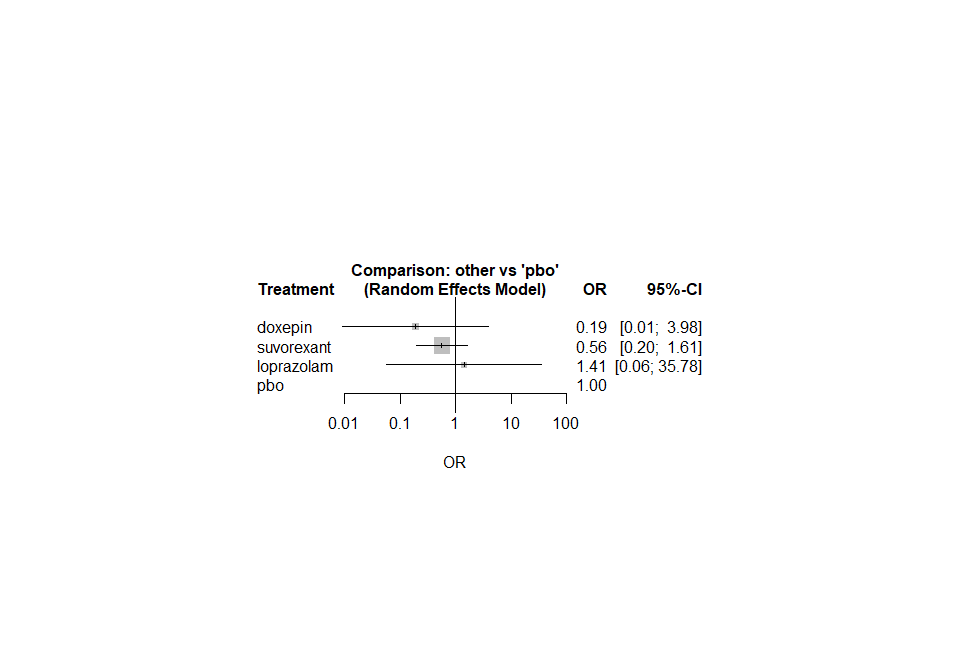 Comparison: other vs 'pbo'
Treatment (Random Effects Model) OR 95%-CI
doxepin 0.19 [0.01; 3.98]
suvorexant 0.56 [0.20; 1.61]
loprazolam 1.41 [0.06; 35.78]
pbo 1.00
0.01 0.1 1 10 100
OR